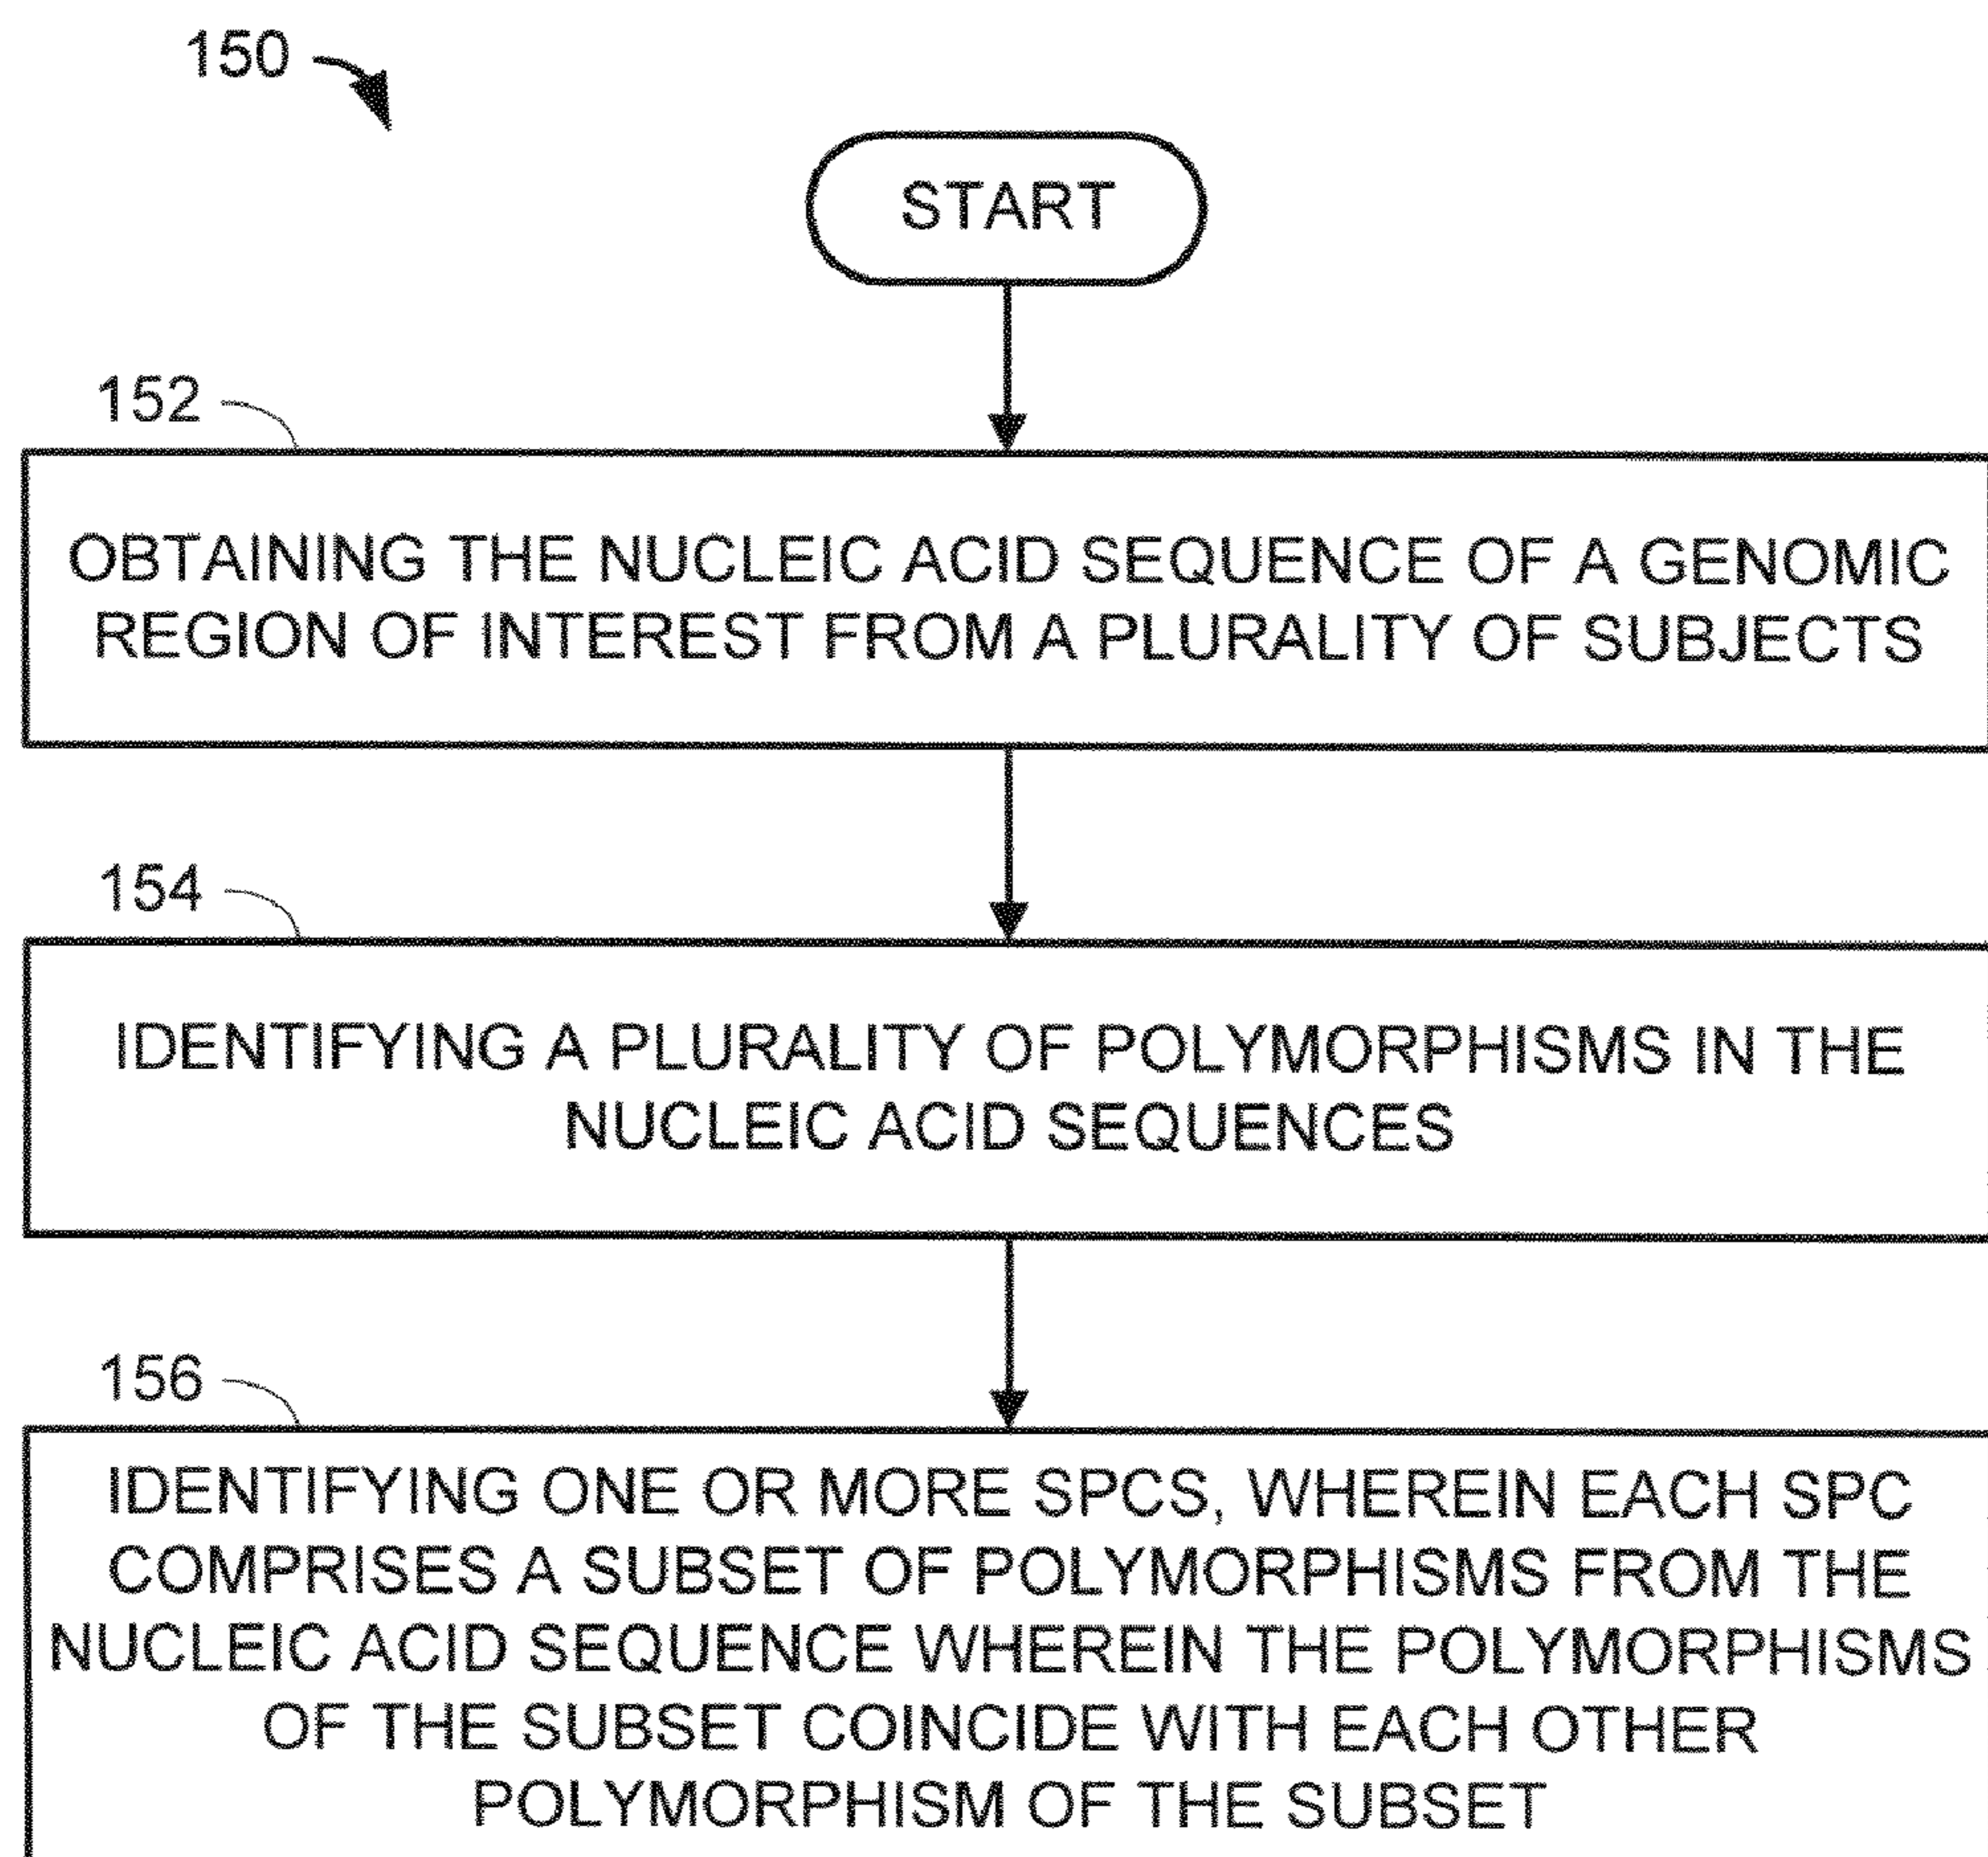 150
START
152
OBTAINING THE NUCLEIC ACID SEQUENCE OF A GENOMIC
REGION OF INTEREST FROM A PLURALITY OF SUBJECTS
154
IDENTIFYING A PLURALITY OF POLYMORPHISMS IN THE
NUCLEIC ACID SEQUENCES
156
IDENTIFYING ONE OR MORE SPCS, WHEREIN EACH SPC
COMPRISES A SUBSET OF POLYMORPHISMS FROM THE
NUCLEIC ACID SEQUENCE WHEREIN THE POLYMORPHISMS
OF THE SUBSET COINCIDE WITH EACH OTHER
POLYMORPHISM OF THE SUBSET